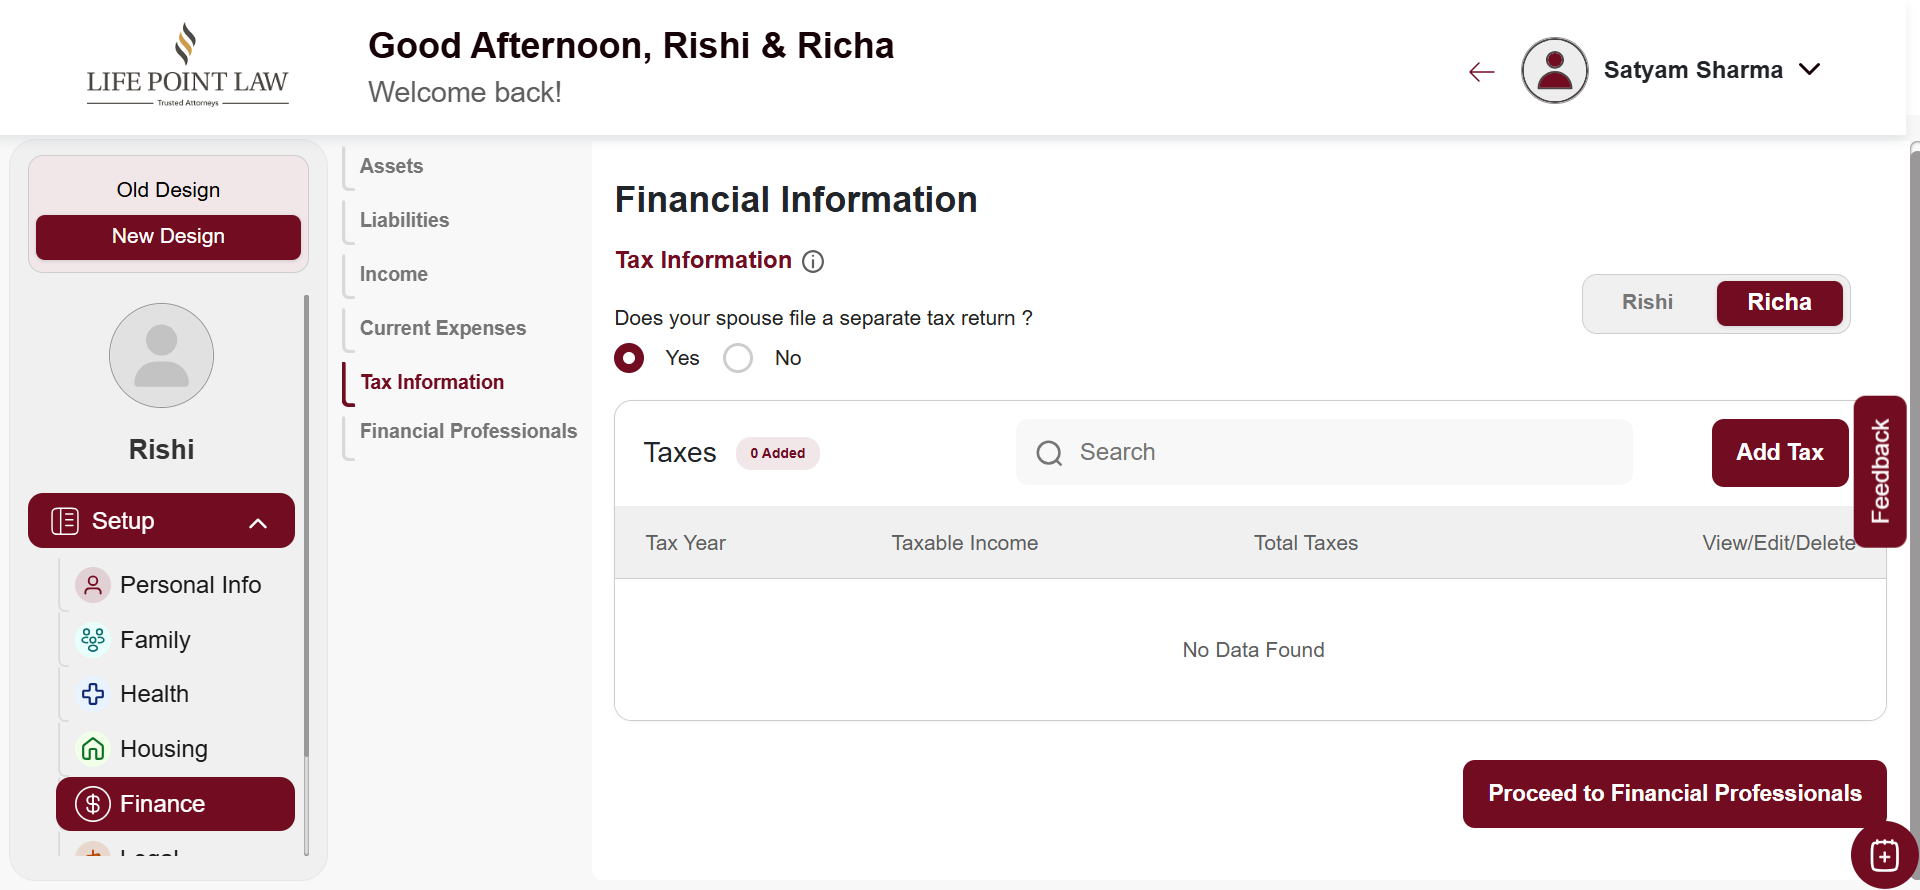 LIFE POINT LAW
Trusted Attorneys
Good Afternoon, Rishi & Richa
Welcome back!
Satyam Sharma
Old Design
New Design
Rishi
Setup
Personal Info
Family
Health
Housing
Finance
Legal
Assets
Liabilities
Income
Current Expenses
Tax Information
Financial Professionals
Financial Information
Tax Information
Rishi Richa
Does your spouse file a separate tax return ?
Yes No
Taxes 0 Added Search Add Tax
Tax Year Taxable Income Total Taxes View/Edit/Delete
No Data Found
Proceed to Financial Professionals
Feedback